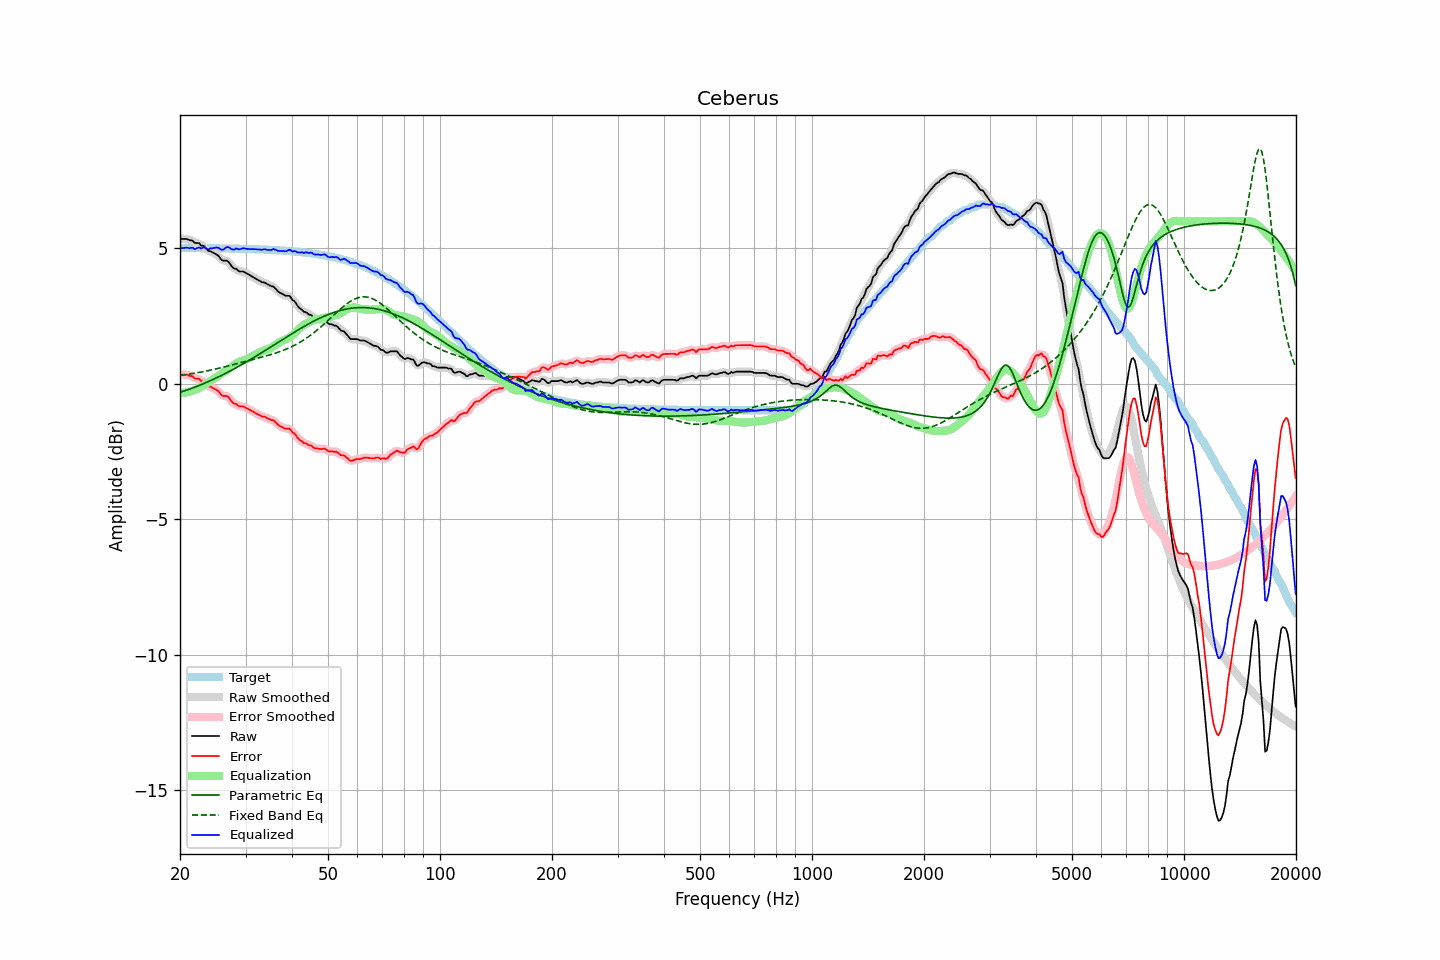 Ceberus
Amplitude (dBr)
5
0
−5
−10
−15
Target
Raw Smoothed
Error Smoothed
Raw
Error
Equalization
Parametric Eq
Fixed Band Eq
Equalized
20 50 100 200 500 1000 2000 5000 10000 20000
Frequency (Hz)